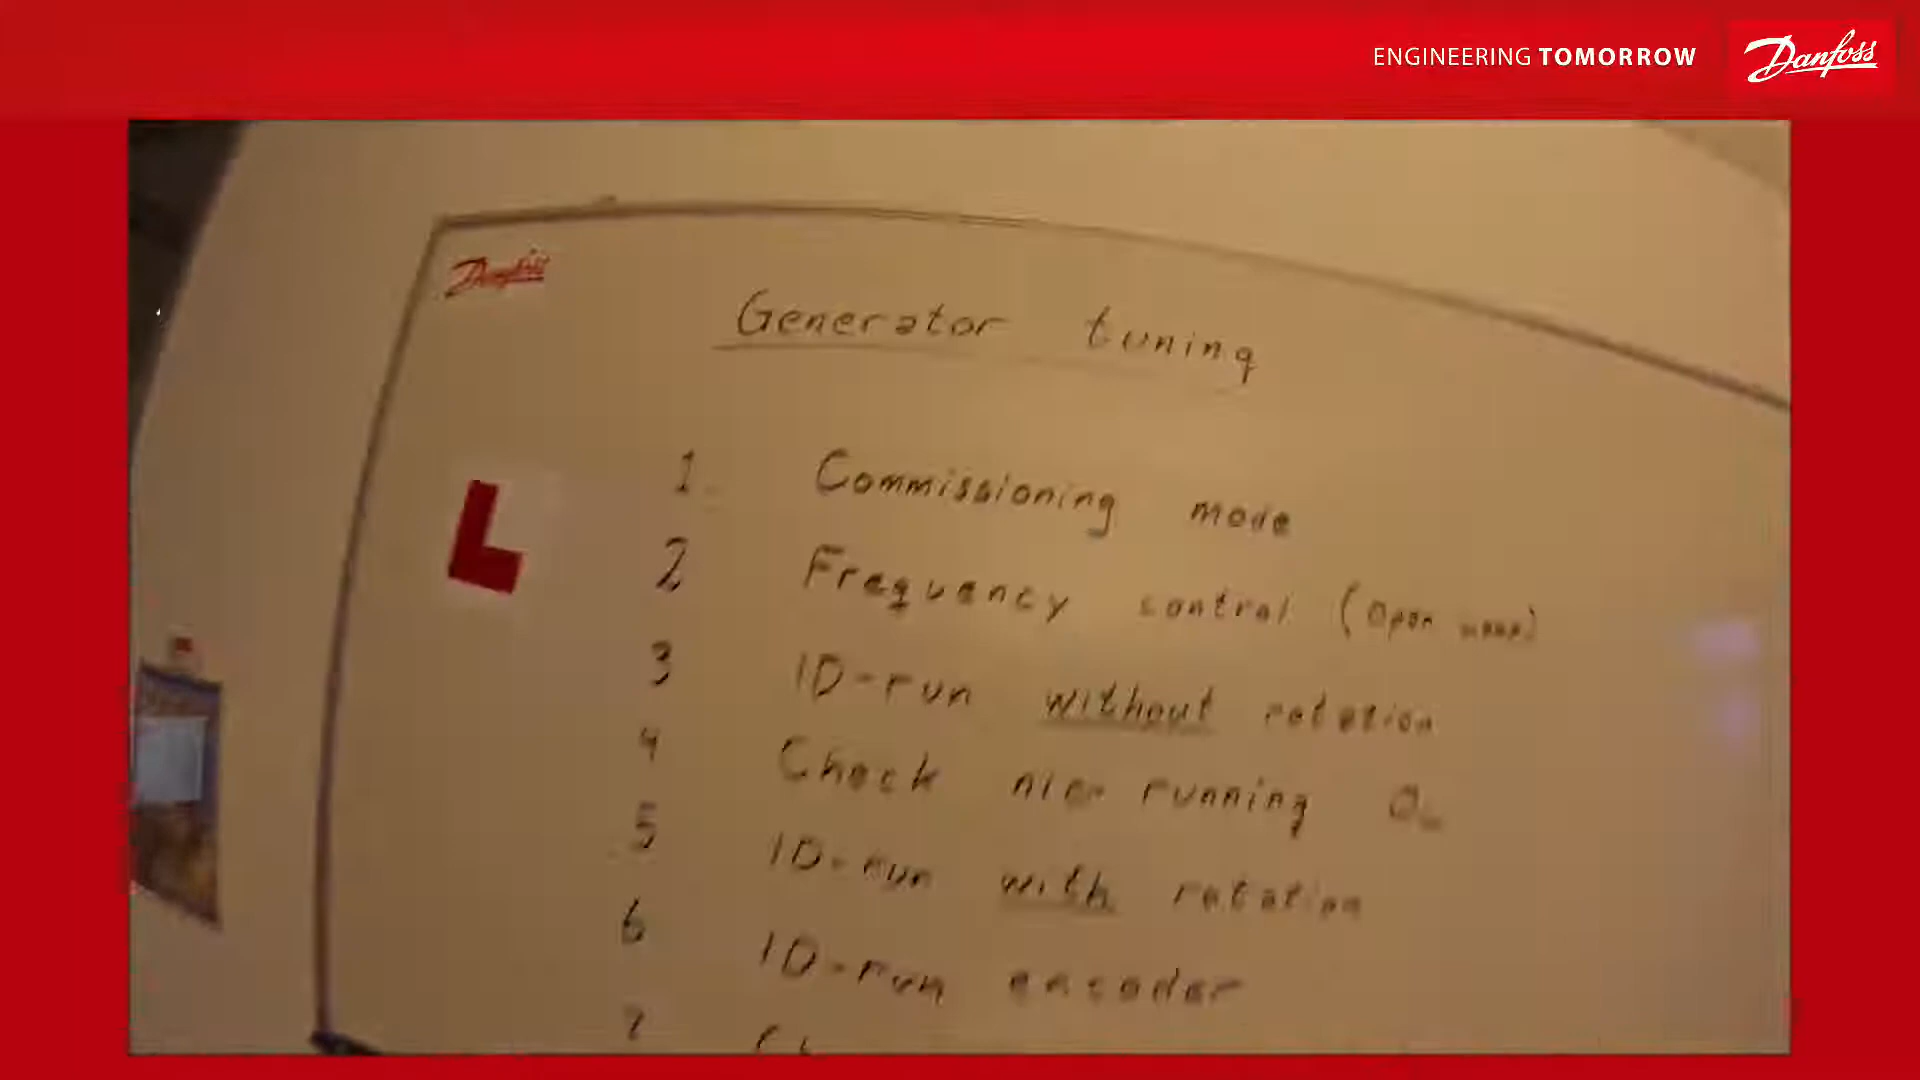 ENGINEERING TOMORROW
Danfoss
Danfoss
Generator tuning
1 Commissioning mode
L
2 Frequency control (Open
3 ID-run without rotation
4 Check running
5 ID-run with rotation
6 ID-run encoder
7